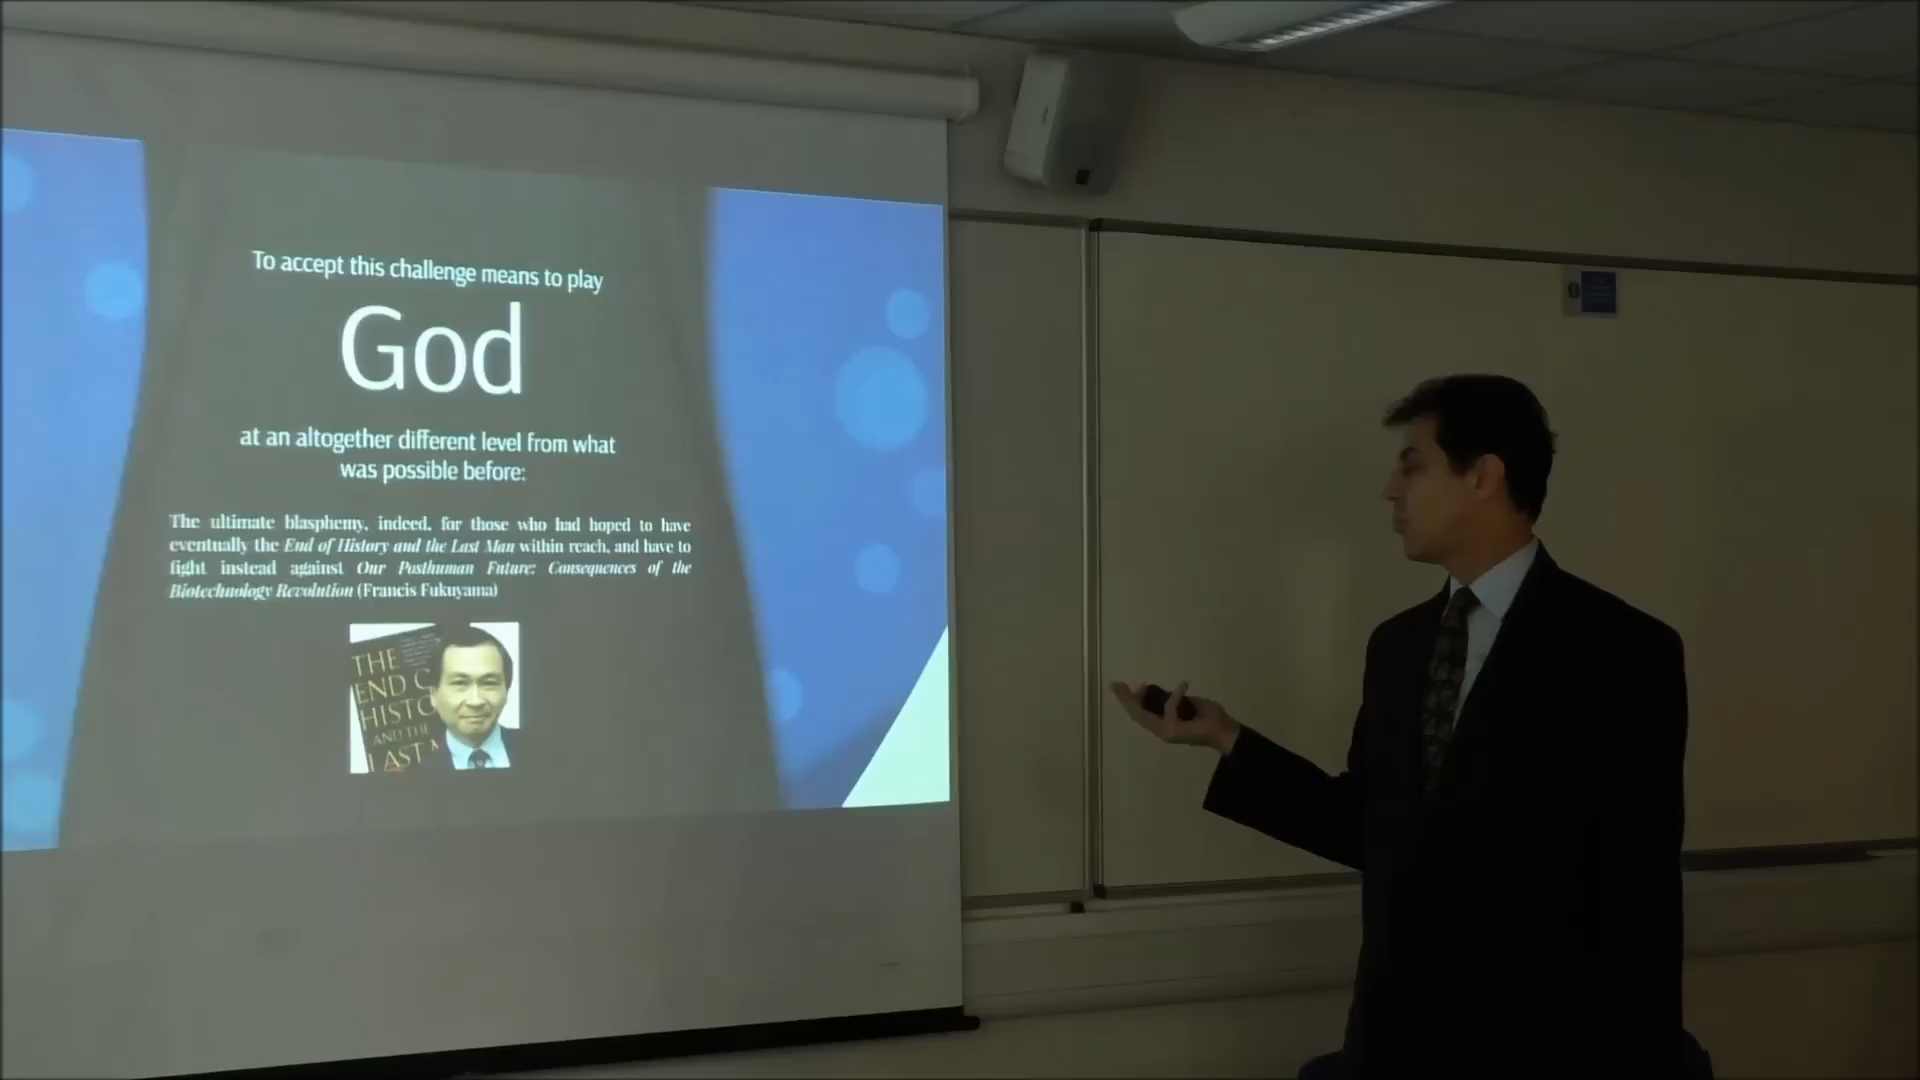 To accept this challenge means to play
God
at an altogether different level from what
was possible before:
The ultimate blasphemy, indeed, for those who had hoped to have
eventually the End of History and the Last Man within reach, and have to
fight instead against Our Posthuman Future: Consequences of the
Biotechnology Revolution (Francis Fukuyama)
THE
END O
HISTO
AND THE
LAST M